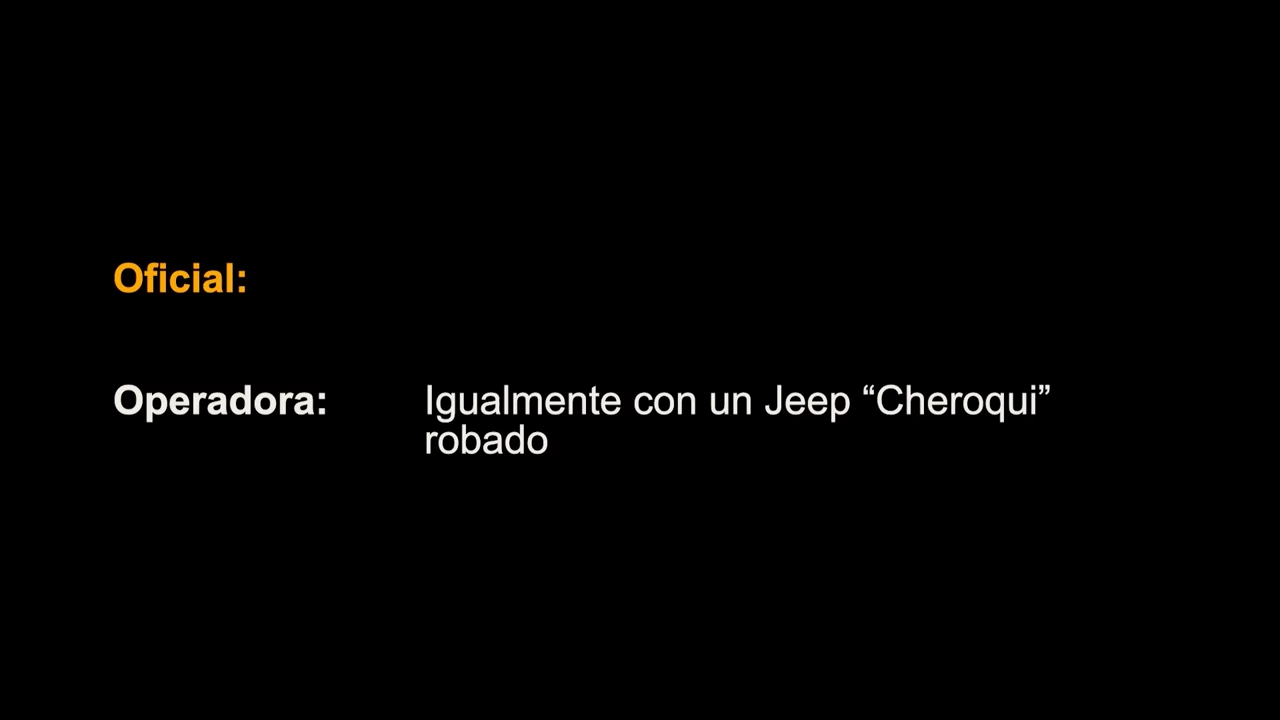 Oficial:
Operadora: Igualmente con un Jeep “Cheroqui”
robado